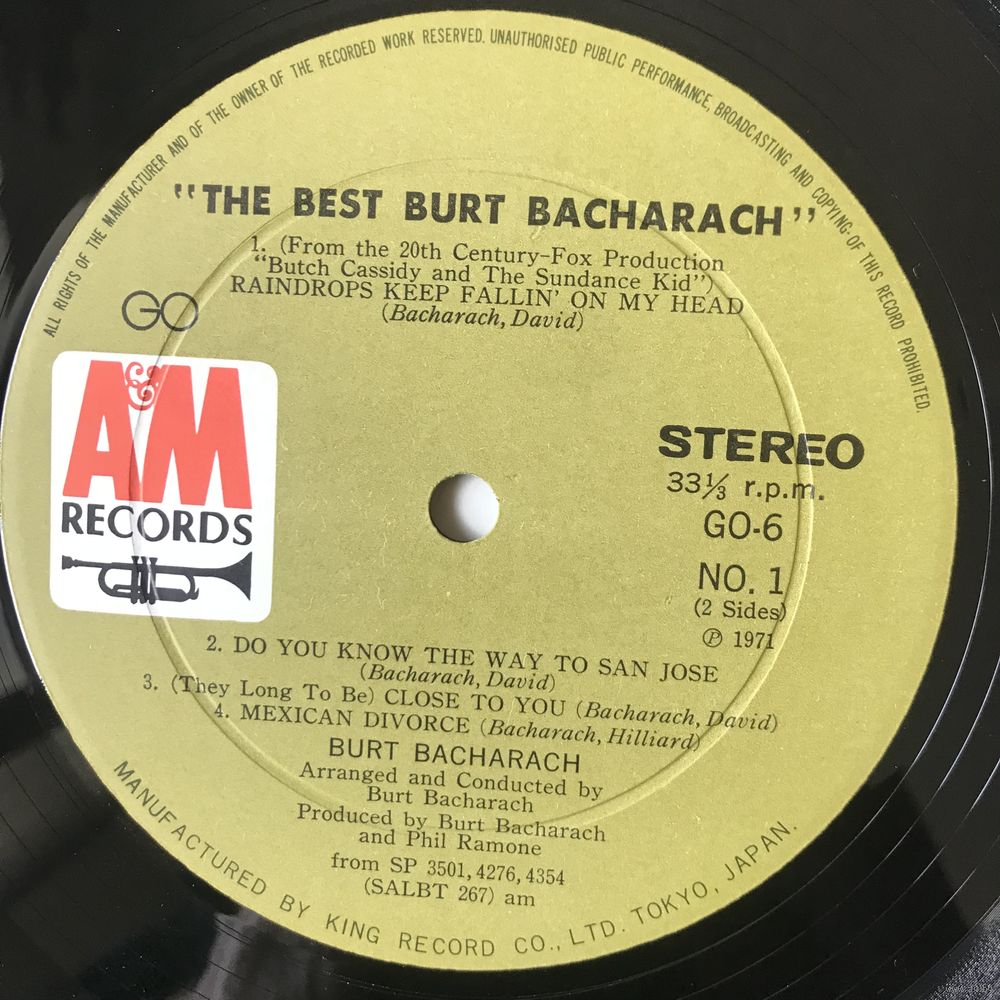 ALL RIGHTS OF THE MANUFACTURER AND OF THE OWNER OF THE RECORDED WORK RESERVED. UNAUTHORISED PUBLIC PERFORMANCE, BROADCASTING AND COPYING OF THIS RECORD PROHIBITED.
"THE BEST BURT BACHARACH"
1. (From the 20th Century-Fox Production
"Butch Cassidy and The Sundance Kid")
RAINDROPS KEEP FALLIN' ON MY HEAD
(Bacharach, David)
GO
A&M
RECORDS
STEREO
33⅓ r.p.m.
GO-6
NO. 1
(2 Sides)
℗ 1971
2. DO YOU KNOW THE WAY TO SAN JOSE
(Bacharach, David)
3. (They Long To Be) CLOSE TO YOU (Bacharach, David)
4. MEXICAN DIVORCE (Bacharach, Hilliard)
BURT BACHARACH
Arranged and Conducted by
Burt Bacharach
Produced by Burt Bacharach
and Phil Ramone
from SP 3501, 4276, 4354
(SALBT 267) am
MANUFACTURED BY KING RECORD CO., LTD. TOKYO, JAPAN.